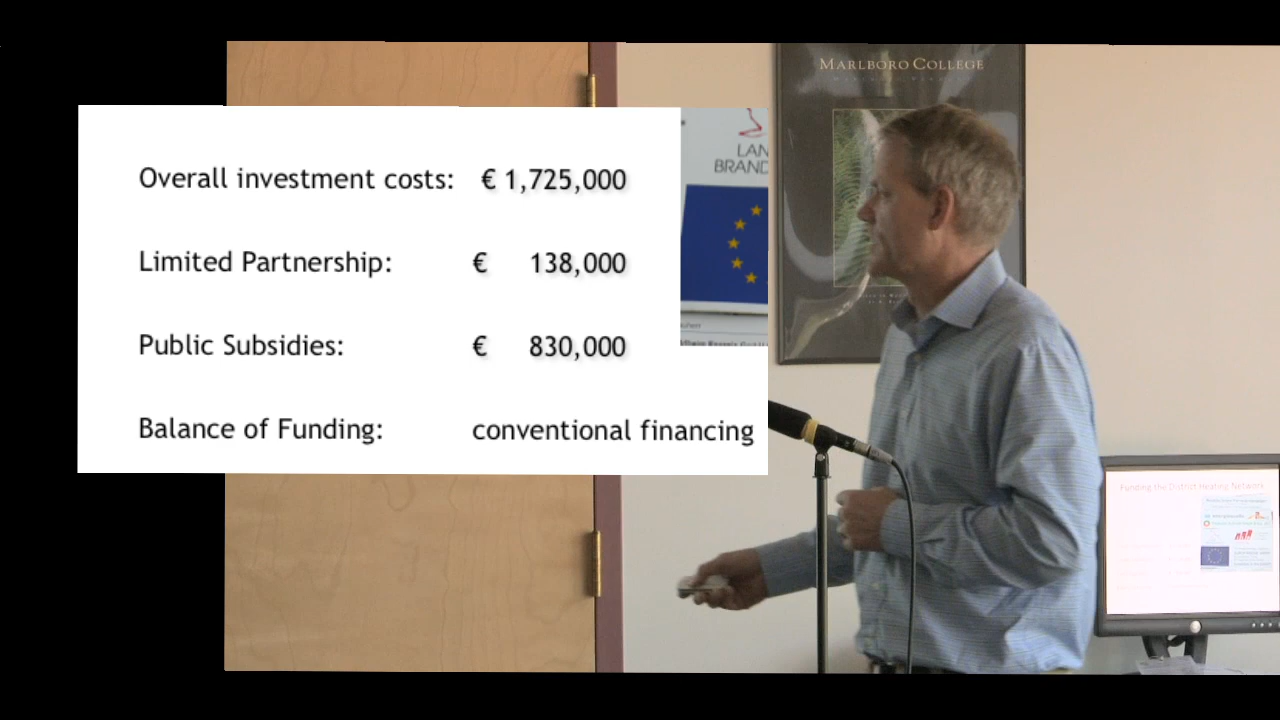 MARLBORO COLLEGE
LAN
BRAND
Overall investment costs: € 1,725,000
Limited Partnership: € 138,000
Public Subsidies: € 830,000
Balance of Funding: conventional financing
Funding the District Heating Network